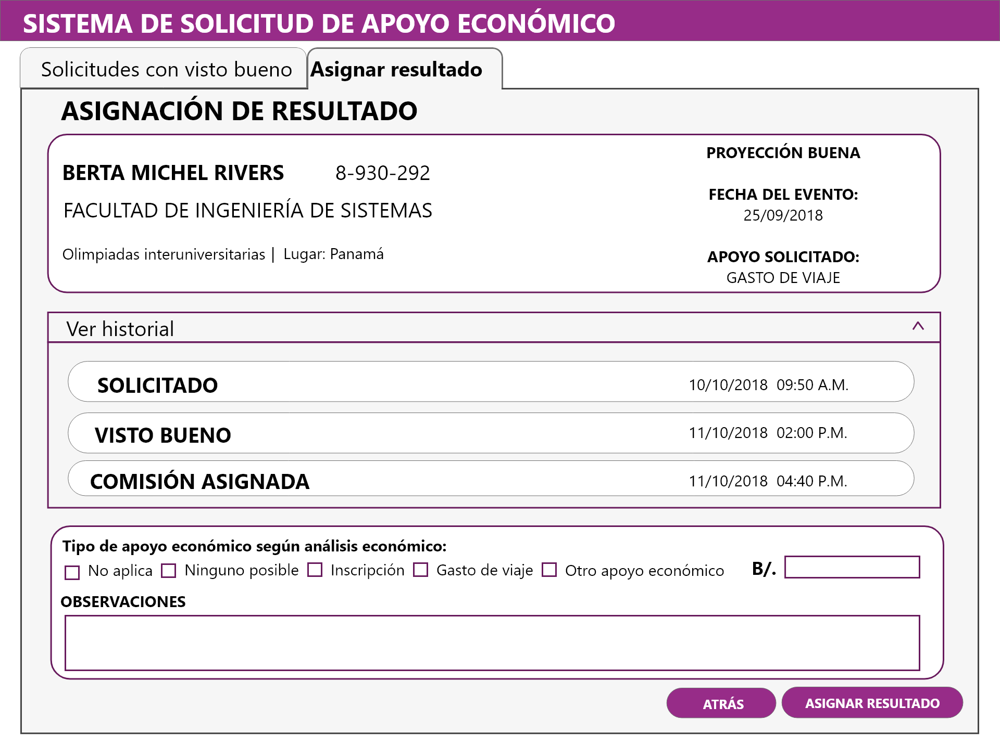 SISTEMA DE SOLICITUD DE APOYO ECONÓMICO
Solicitudes con visto bueno
Asignar resultado
ASIGNACIÓN DE RESULTADO
BERTA MICHEL RIVERS 8-930-292
FACULTAD DE INGENIERÍA DE SISTEMAS
Olimpiadas interuniversitarias | Lugar: Panamá
PROYECCIÓN BUENA
FECHA DEL EVENTO:
25/09/2018
APOYO SOLICITADO:
GASTO DE VIAJE
Ver historial
SOLICITADO 10/10/2018 09:50 A.M.
VISTO BUENO 11/10/2018 02:00 P.M.
COMISIÓN ASIGNADA 11/10/2018 04:40 P.M.
Tipo de apoyo económico según análisis económico:
No aplica Ninguno posible Inscripción Gasto de viaje Otro apoyo económico B/.
OBSERVACIONES
ATRÁS ASIGNAR RESULTADO